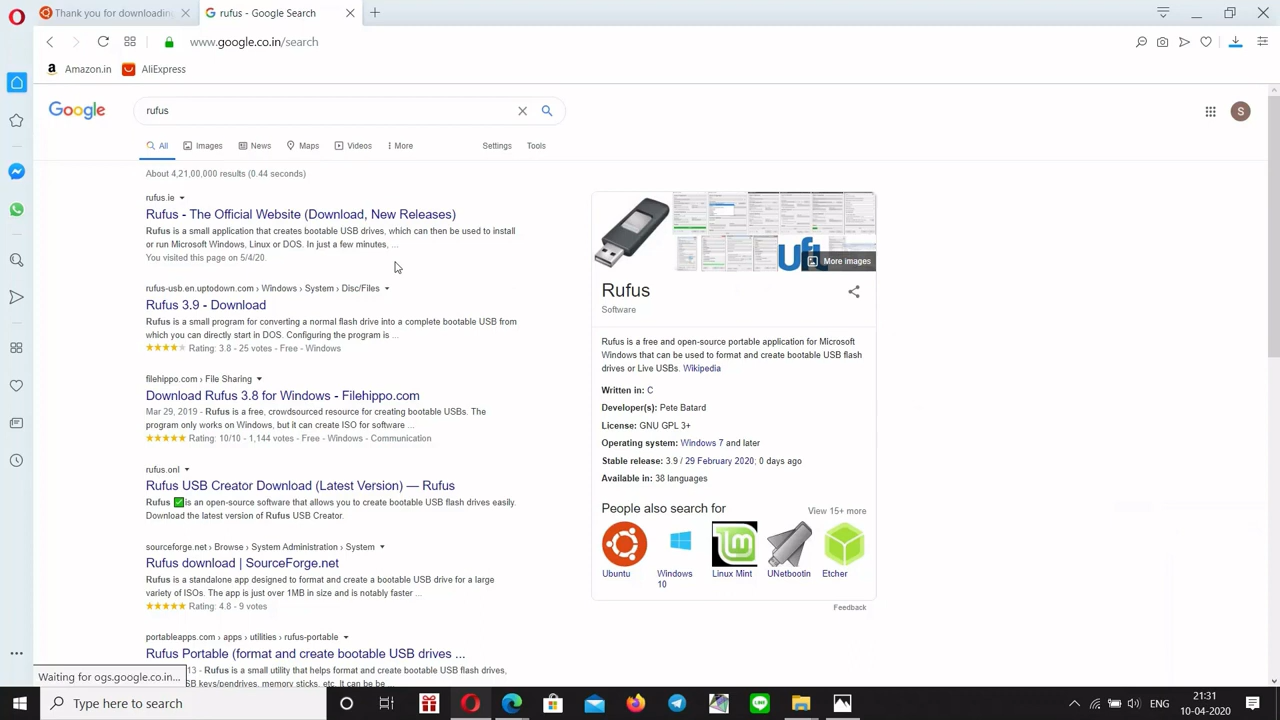 Thank you for downloading
rufus - Google Search
www.google.co.in/search
Amazon.in
AliExpress
Google
rufus
S
All
Images
News
Maps
Videos
More
Settings
Tools
About 4,21,00,000 results (0.44 seconds)
rufus.ie
Rufus - The Official Website (Download, New Releases)
Rufus is a small application that creates bootable USB drives, which can then be used to install
or run Microsoft Windows, Linux or DOS. In just a few minutes, ...
You visited this page on 5/4/20.
rufus-usb.en.uptodown.com › Windows › System › Disc/Files
Rufus 3.9 - Download
Rufus is a small program for converting a normal flash drive into a complete bootable USB from
which you can directly start in DOS. Configuring the program is ...
Rating: 3.8 - 25 votes - Free - Windows
filehippo.com › File Sharing
Download Rufus 3.8 for Windows - Filehippo.com
Mar 29, 2019 - Rufus is a free, crowdsourced resource for creating bootable USBs. The
program only works on Windows, but it can create ISO for software ...
Rating: 10/10 - 1,144 votes - Free - Windows - Communication
rufus.onl
Rufus USB Creator Download (Latest Version) — Rufus
Rufus ✅is an open-source software that allows you to create bootable USB flash drives easily.
Download the latest version of Rufus USB Creator.
sourceforge.net › Browse › System Administration › System
Rufus download | SourceForge.net
Rufus is a standalone app designed to format and create a bootable USB drive for a large
variety of ISOs. The app is just over 1MB in size and is notably faster ...
Rating: 4.8 - 9 votes
portableapps.com › apps › utilities › rufus-portable
Rufus Portable (format and create bootable USB drives ...
13 - Rufus is a small utility that helps format and create bootable USB flash drives,
USB keys/pendrives, memory sticks, etc. It can be be
Waiting for ogs.google.co.in...
More images
Rufus
Software
Rufus is a free and open-source portable application for Microsoft
Windows that can be used to format and create bootable USB flash
drives or Live USBs. Wikipedia
Written in: C
Developer(s): Pete Batard
License: GNU GPL 3+
Operating system: Windows 7 and later
Stable release: 3.9 / 29 February 2020; 0 days ago
Available in: 38 languages
People also search for
View 15+ more
Ubuntu
Windows 10
Linux Mint
UNetbootin
Etcher
Feedback
Type here to search
ENG
21:31
10-04-2020